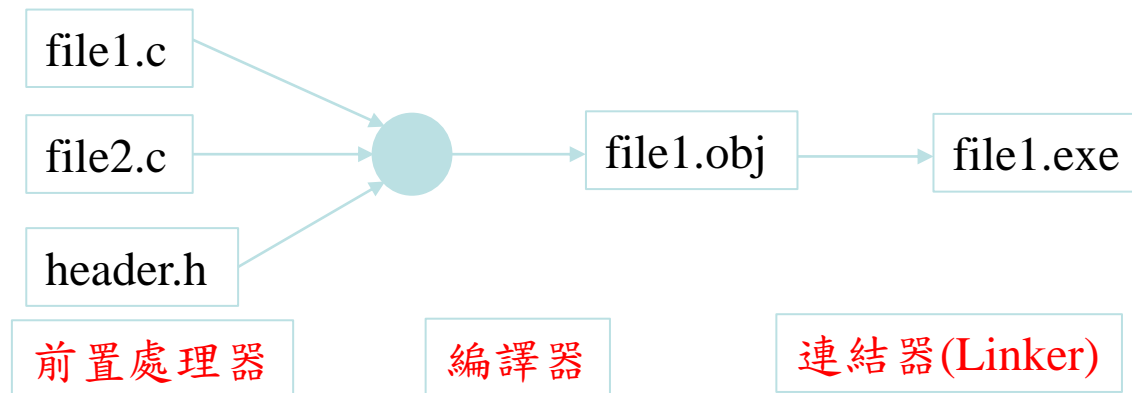 file1.c
file2.c
header.h
file1.obj
file1.exe
前置處理器
編譯器
連結器(Linker)